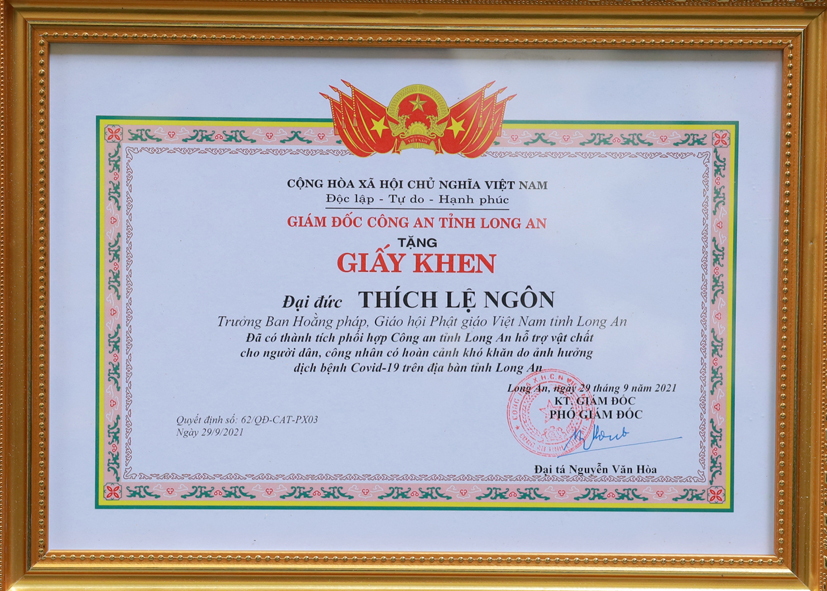 CỘNG HÒA XÃ HỘI CHỦ NGHĨA VIỆT NAM
Độc lập - Tự do - Hạnh phúc
GIÁM ĐỐC CÔNG AN TỈNH LONG AN
TẶNG
GIẤY KHEN
Đại đức THÍCH LỆ NGÔN
Trưởng Ban Hoằng pháp, Giáo hội Phật giáo Việt Nam tỉnh Long An
Đã có thành tích phối hợp Công an tỉnh Long An hỗ trợ vật chất
cho người dân, công nhân có hoàn cảnh khó khăn do ảnh hưởng
dịch bệnh Covid-19 trên địa bàn tỉnh Long An
Long An, ngày 29 tháng 9 năm 2021
KT. GIÁM ĐỐC
PHÓ GIÁM ĐỐC
Quyết định số: 62/QĐ-CAT-PX03
Ngày 29/9/2021
Đại tá Nguyễn Văn Hòa